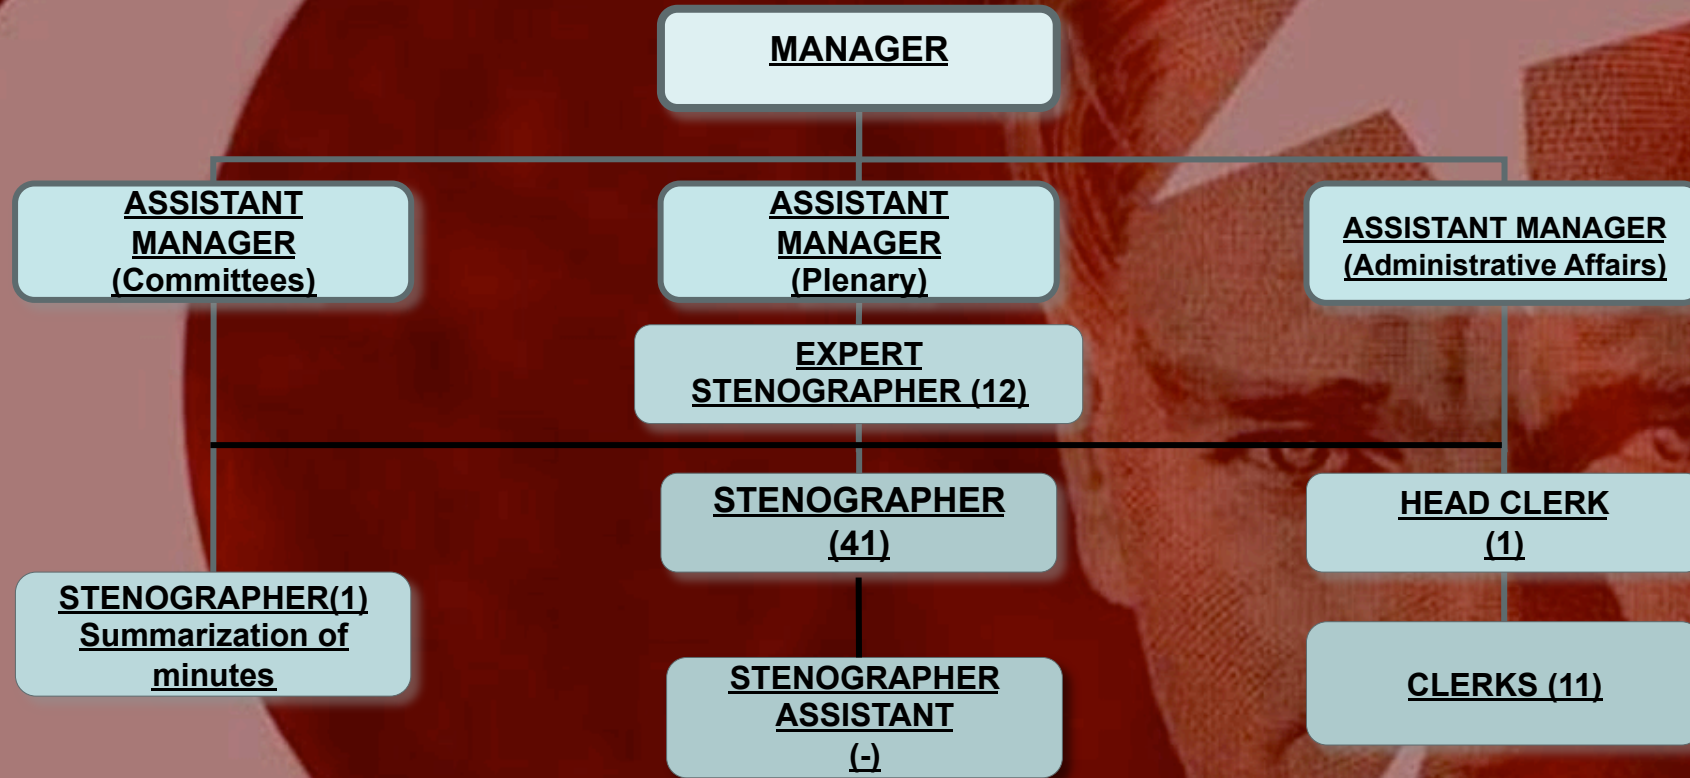 MANAGER
ASSISTANT
MANAGER
(Committees)
ASSISTANT
MANAGER
(Plenary)
ASSISTANT MANAGER
(Administrative Affairs)
EXPERT
STENOGRAPHER (12)
STENOGRAPHER
(41)
HEAD CLERK
(1)
STENOGRAPHER(1)
Summarization of
minutes
STENOGRAPHER
ASSISTANT
(-)
CLERKS (11)